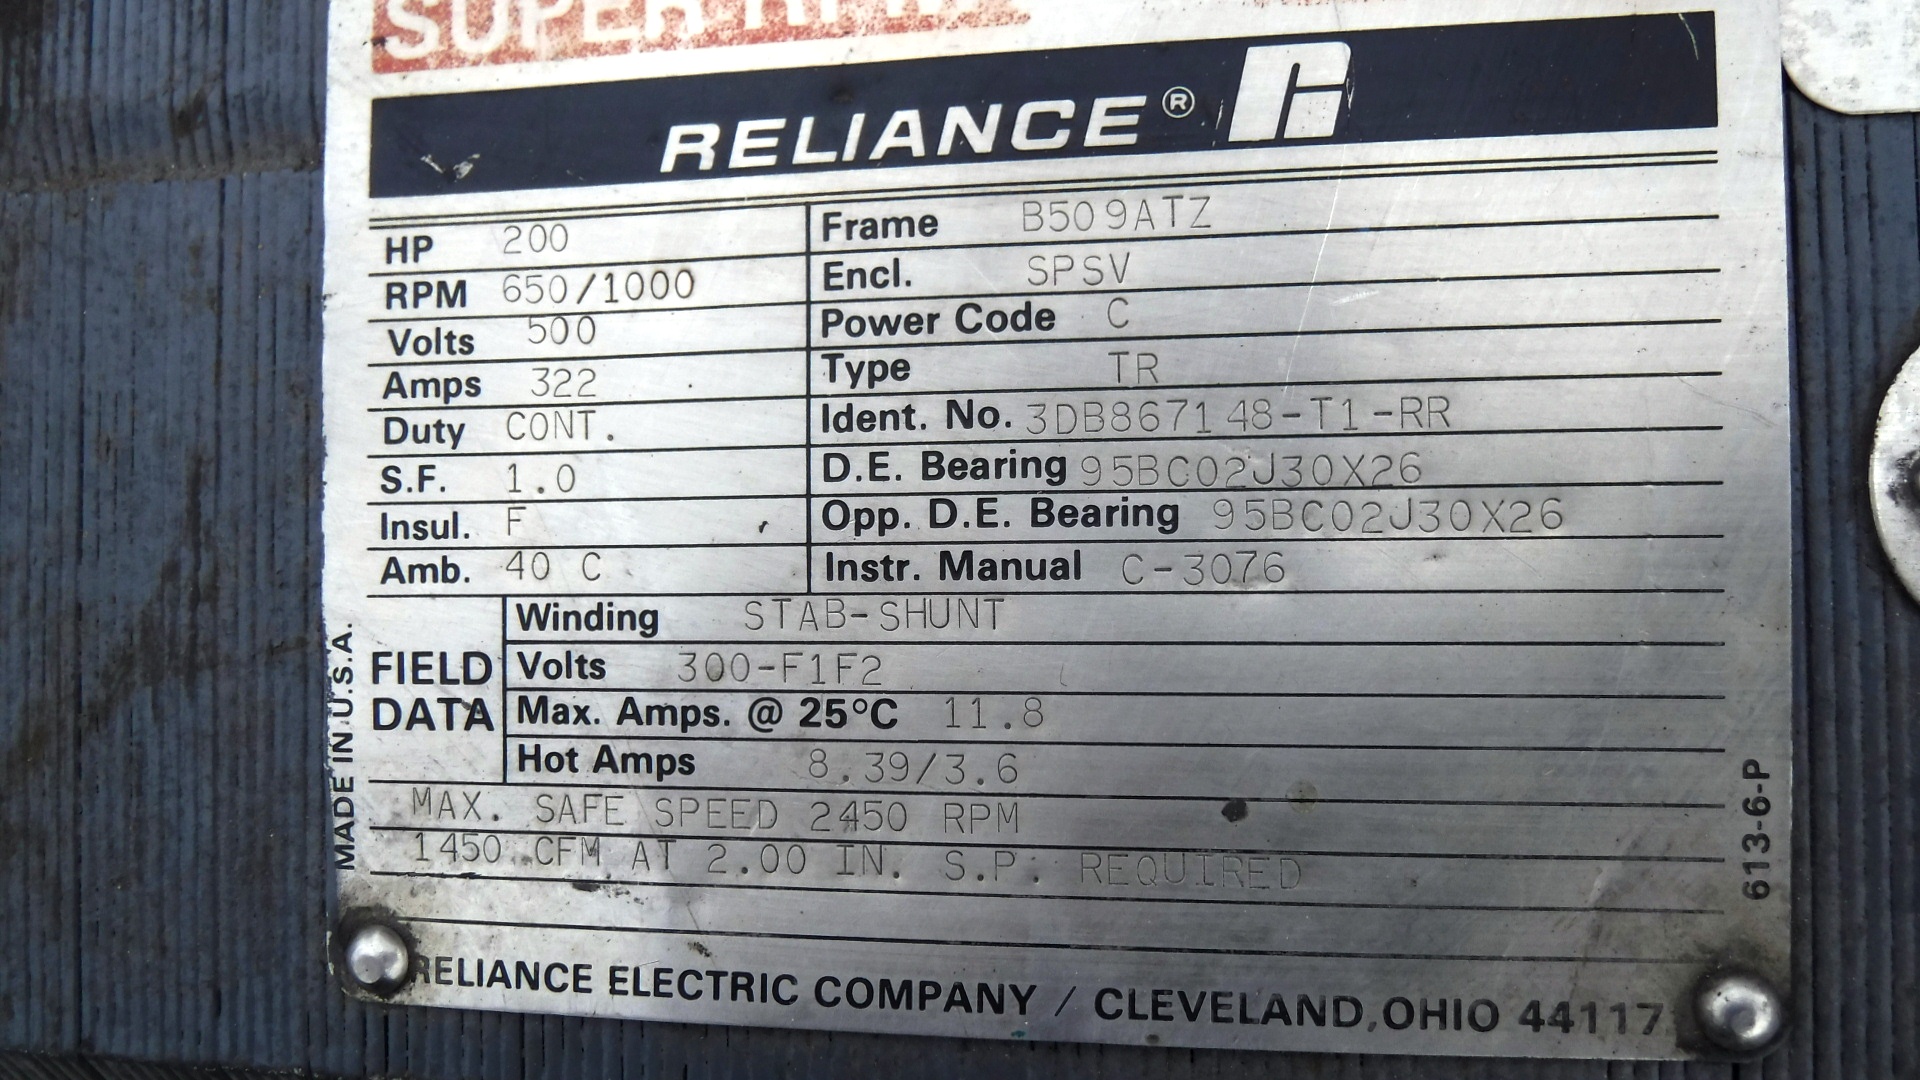 SUPER RPM
RELIANCE®
HP 200
RPM 650/1000
Volts 500
Amps 322
Duty CONT.
S.F. 1.0
Insul. F
Amb. 40 C
Frame B509ATZ
Encl. SPSV
Power Code C
Type TR
Ident. No. 3DB867148-T1-RR
D.E. Bearing 95BC02J30X26
Opp. D.E. Bearing 95BC02J30X26
Instr. Manual C-3076
FIELD DATA
Winding STAB-SHUNT
Volts 300-F1F2
Max. Amps. @ 25°C 11.8
Hot Amps 8.39/3.6
MAX. SAFE SPEED 2450 RPM
1450 CFM AT 2.00 IN. S.P. REQUIRED
MADE IN U.S.A.
613-6-P
RELIANCE ELECTRIC COMPANY / CLEVELAND, OHIO 44117